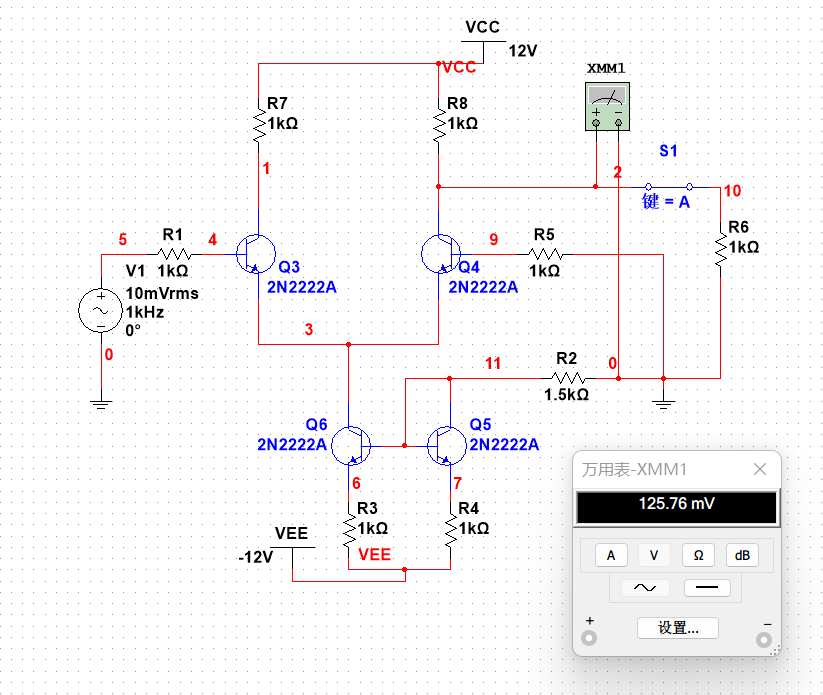 VCC
12V
VCC
XMM1
R7
1kΩ
R8
1kΩ
S1
1
2
10
键 = A
5
R1
4
9
R5
R6
1kΩ
V1
1kΩ
Q3
Q4
1kΩ
2N2222A
2N2222A
10mVrms
1kHz
0°
3
0
11
R2
0
1.5kΩ
Q6
Q5
2N2222A
2N2222A
6
7
R3
1kΩ
R4
1kΩ
VEE
-12V
VEE
万用表-XMM1
125.76 mV
A
V
Ω
dB
+
−
设置...